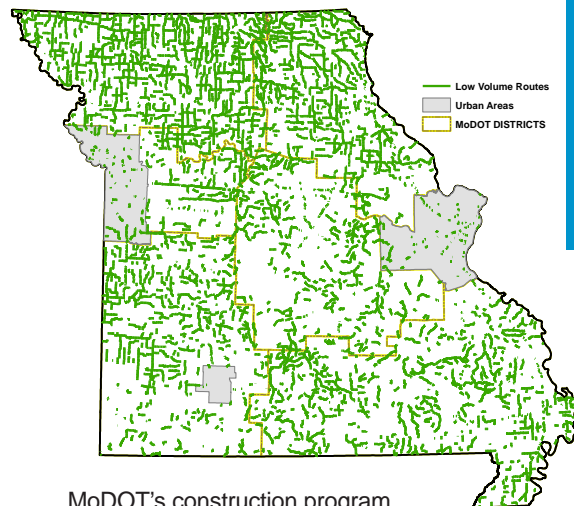 Low Volume Routes
Urban Areas
MoDOT DISTRICTS
MoDOT's construction program